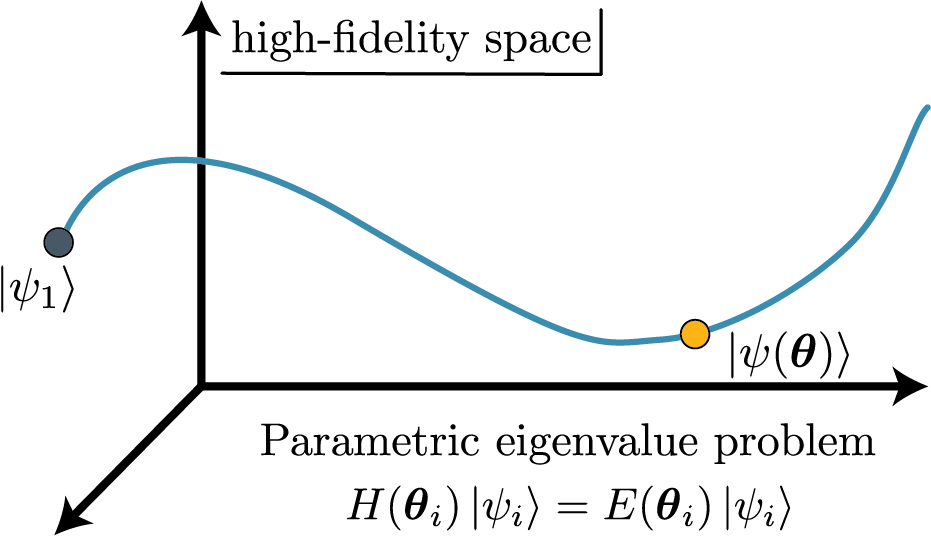 high-fidelity space
|ψ₁⟩
|ψ(𝜽)⟩
Parametric eigenvalue problem
H(𝜽ᵢ) |ψᵢ⟩ = E(𝜽ᵢ) |ψᵢ⟩